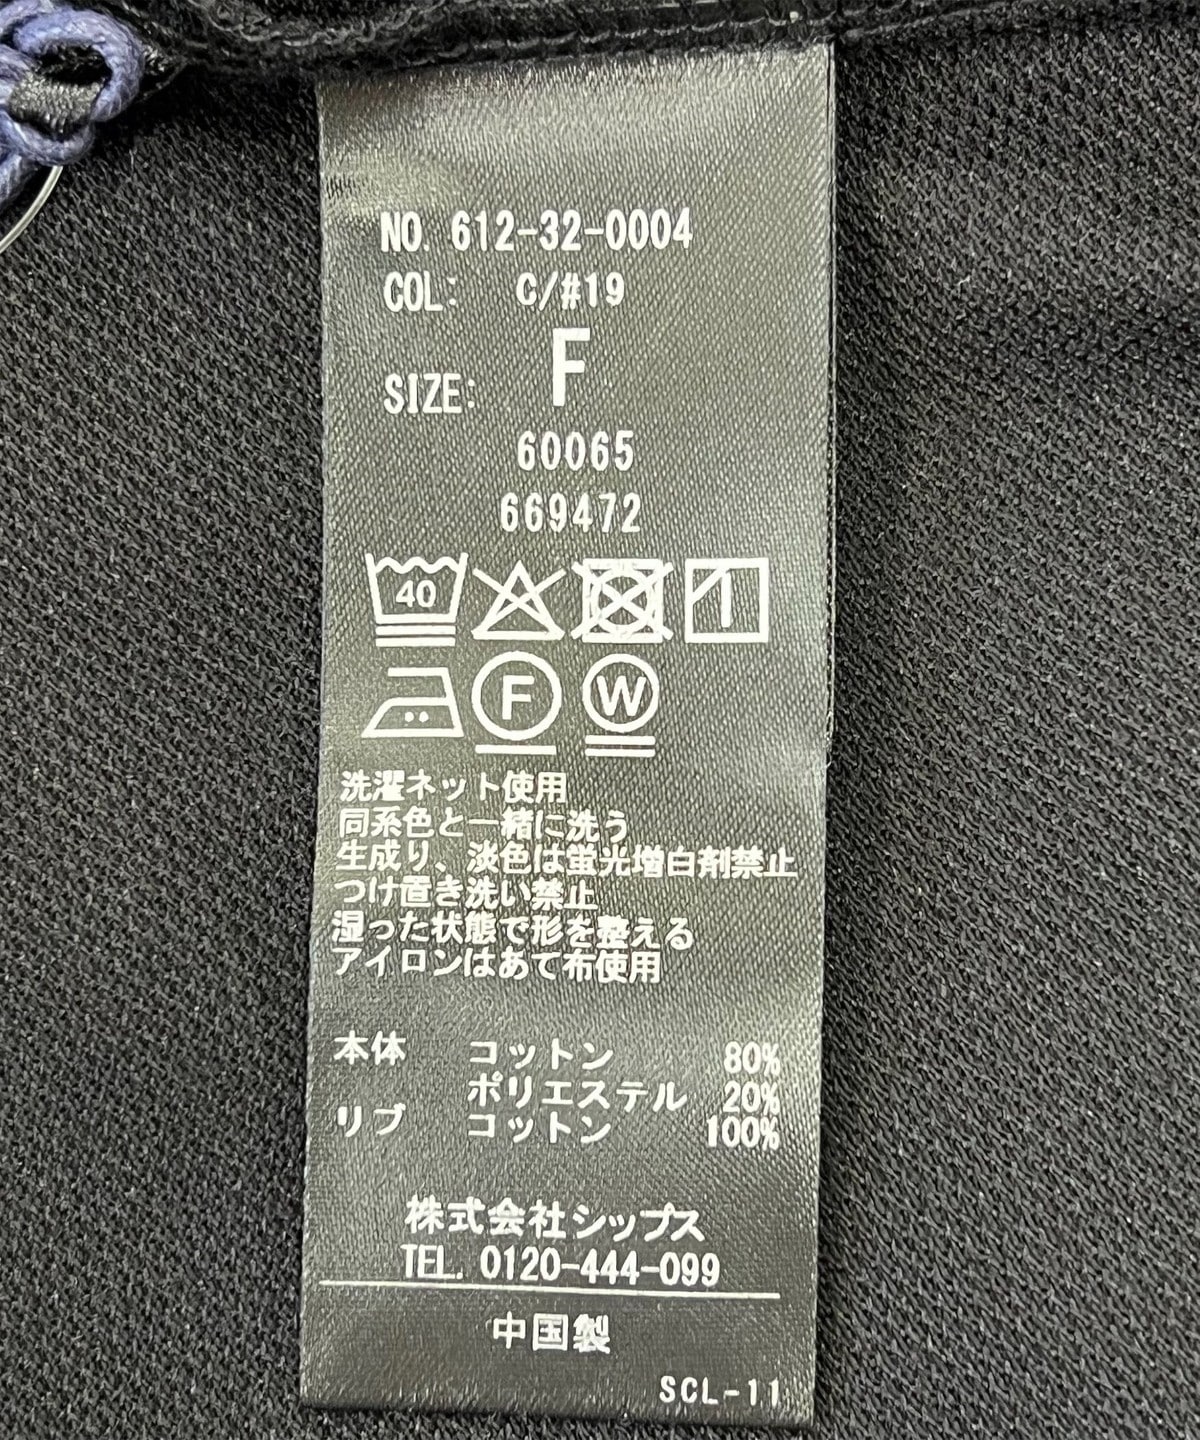 NO. 612-32-0004
COL: C/#19
SIZE: F
60065
669472
40
F W
洗濯ネット使用
同系色と一緒に洗う
生成り、淡色は蛍光増白剤禁止
つけ置き洗い禁止
湿った状態で形を整える
アイロンはあて布使用
本体 コットン 80%
ポリエステル 20%
リブ コットン 100%
株式会社シップス
TEL. 0120-444-099
中国製
SCL-11